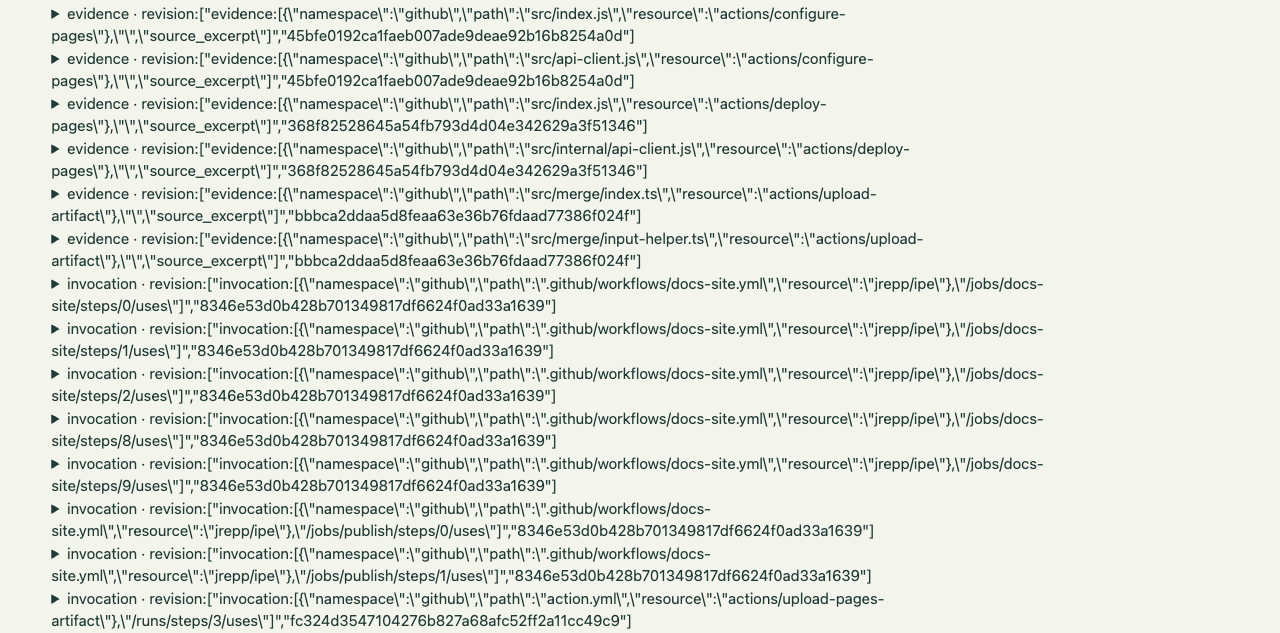 ▶ evidence · revision:["evidence:[{\"namespace\":\"github\",\"path\":\"src/index.js\",\"resource\":\"actions/configure-
pages\"},\"\",\"source_excerpt\"]","45bfe0192ca1faeb007ade9deae92b16b8254a0d"]
▶ evidence · revision:["evidence:[{\"namespace\":\"github\",\"path\":\"src/api-client.js\",\"resource\":\"actions/configure-
pages\"},\"\",\"source_excerpt\"]","45bfe0192ca1faeb007ade9deae92b16b8254a0d"]
▶ evidence · revision:["evidence:[{\"namespace\":\"github\",\"path\":\"src/index.js\",\"resource\":\"actions/deploy-
pages\"},\"\",\"source_excerpt\"]","368f82528645a54fb793d4d04e342629a3f51346"]
▶ evidence · revision:["evidence:[{\"namespace\":\"github\",\"path\":\"src/internal/api-client.js\",\"resource\":\"actions/deploy-
pages\"},\"\",\"source_excerpt\"]","368f82528645a54fb793d4d04e342629a3f51346"]
▶ evidence · revision:["evidence:[{\"namespace\":\"github\",\"path\":\"src/merge/index.ts\",\"resource\":\"actions/upload-
artifact\"},\"\",\"source_excerpt\"]","bbbca2ddaa5d8feaa63e36b76fdaad77386f024f"]
▶ evidence · revision:["evidence:[{\"namespace\":\"github\",\"path\":\"src/merge/input-helper.ts\",\"resource\":\"actions/upload-
artifact\"},\"\",\"source_excerpt\"]","bbbca2ddaa5d8feaa63e36b76fdaad77386f024f"]
▶ invocation · revision:["invocation:[{\"namespace\":\"github\",\"path\":\".github/workflows/docs-site.yml\",\"resource\":\"jrepp/ipe\"},\"/jobs/docs-
site/steps/0/uses\"]","8346e53d0b428b701349817df6624f0ad33a1639"]
▶ invocation · revision:["invocation:[{\"namespace\":\"github\",\"path\":\".github/workflows/docs-site.yml\",\"resource\":\"jrepp/ipe\"},\"/jobs/docs-
site/steps/1/uses\"]","8346e53d0b428b701349817df6624f0ad33a1639"]
▶ invocation · revision:["invocation:[{\"namespace\":\"github\",\"path\":\".github/workflows/docs-site.yml\",\"resource\":\"jrepp/ipe\"},\"/jobs/docs-
site/steps/2/uses\"]","8346e53d0b428b701349817df6624f0ad33a1639"]
▶ invocation · revision:["invocation:[{\"namespace\":\"github\",\"path\":\".github/workflows/docs-site.yml\",\"resource\":\"jrepp/ipe\"},\"/jobs/docs-
site/steps/8/uses\"]","8346e53d0b428b701349817df6624f0ad33a1639"]
▶ invocation · revision:["invocation:[{\"namespace\":\"github\",\"path\":\".github/workflows/docs-site.yml\",\"resource\":\"jrepp/ipe\"},\"/jobs/docs-
site/steps/9/uses\"]","8346e53d0b428b701349817df6624f0ad33a1639"]
▶ invocation · revision:["invocation:[{\"namespace\":\"github\",\"path\":\".github/workflows/docs-
site.yml\",\"resource\":\"jrepp/ipe\"},\"/jobs/publish/steps/0/uses\"]","8346e53d0b428b701349817df6624f0ad33a1639"]
▶ invocation · revision:["invocation:[{\"namespace\":\"github\",\"path\":\".github/workflows/docs-
site.yml\",\"resource\":\"jrepp/ipe\"},\"/jobs/publish/steps/1/uses\"]","8346e53d0b428b701349817df6624f0ad33a1639"]
▶ invocation · revision:["invocation:[{\"namespace\":\"github\",\"path\":\"action.yml\",\"resource\":\"actions/upload-pages-
artifact\"},\"/runs/steps/3/uses\"]","fc324d3547104276b827a68afc52ff2a11cc49c9"]